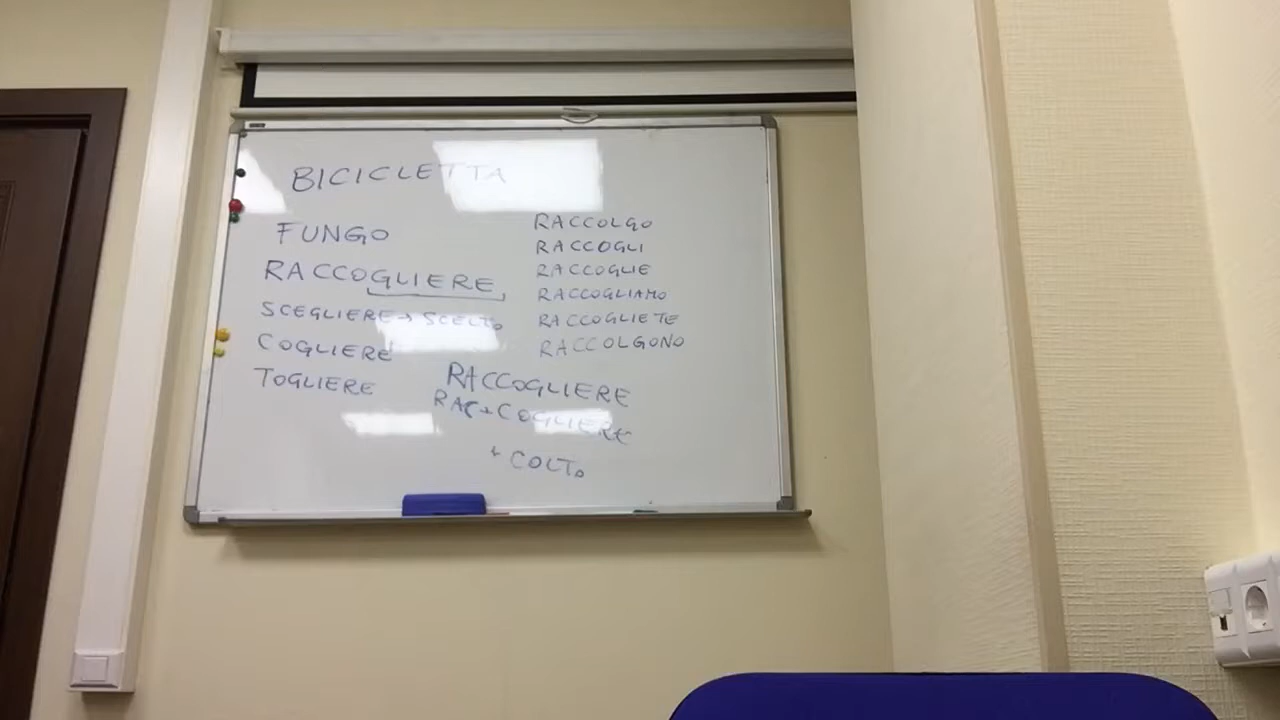 BICICLETTA
FUNGO
RACCOGLIERE
SCEGLIERE → SCELTO
COGLIERE
TOGLIERE
RACCOLGO
RACCOGLI
RACCOGLIE
RACCOGLIAMO
RACCOGLIETE
RACCOLGONO
RACCOGLIERE
RAC + COGLIERE
+ COLTO